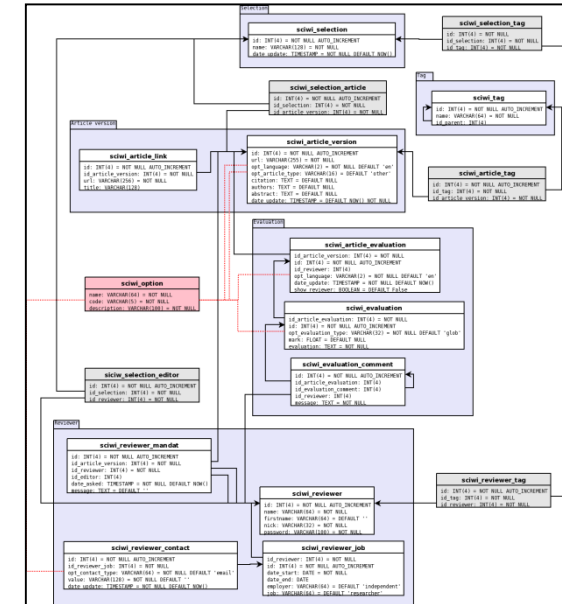 Selection
sciwi_selection
id: INT(4) = NOT NULL AUTO_INCREMENT
name: VARCHAR(128) = NOT NULL
date_update: TIMESTAMP = NOT NULL DEFAULT NOW()
sciwi_selection_tag
id: INT(4) = NOT NULL AUTO_INCREMENT
id_selection: INT(4) = NOT NULL
id_tag: INT(4) = NOT NULL
sciwi_selection_article
id: INT(4) = NOT NULL AUTO_INCREMENT
id_selection: INT(4) = NOT NULL
id_article_version: INT(4) = NOT NULL
Tag
sciwi_tag
id: INT(4) = NOT NULL AUTO_INCREMENT
name: VARCHAR(64) = NOT NULL
id_parent: INT(4)
Article version
sciwi_article_link
id: INT(4) = NOT NULL AUTO_INCREMENT
id_article_version: INT(4) = NOT NULL
url: VARCHAR(256) = NOT NULL
title: VARCHAR(128)
sciwi_article_version
id: INT(4) = NOT NULL AUTO_INCREMENT
url: VARCHAR(255) = NOT NULL
opt_language: VARCHAR(2) = NOT NULL DEFAULT 'en'
opt_article_type: VARCHAR(16) = DEFAULT 'other'
citation: TEXT = DEFAULT NULL
authors: TEXT = DEFAULT NULL
abstract: TEXT = DEFAULT NULL
date_update: TIMESTAMP = DEFAULT NOW() NOT NULL
sciwi_article_tag
id: INT(4) = NOT NULL AUTO_INCREMENT
id_tag: INT(4) = NOT NULL
id_article_version: INT(4) = NOT NULL
Evaluation
sciwi_article_evaluation
id_article_version: INT(4) = NOT NULL
id: INT(4) = NOT NULL AUTO_INCREMENT
id_reviewer: INT(4)
opt_language: VARCHAR(2) = NOT NULL DEFAULT 'en'
date_update: TIMESTAMP = NOT NULL DEFAULT NOW()
show_reviewer: BOOLEAN = DEFAULT False
sciwi_option
name: VARCHAR(64) = NOT NULL
code: VARCHAR(5) = NOT NULL
description: VARCHAR(180) = NOT NULL
sciwi_evaluation
id_article_evaluation: INT(4) = NOT NULL
id: INT(4) = NOT NULL AUTO_INCREMENT
opt_evaluation_type: VARCHAR(32) = NOT NULL DEFAULT 'glob'
mark: FLOAT = DEFAULT NULL
evaluation: TEXT = NOT NULL
sciwi_evaluation_comment
id: INT(4) = NOT NULL AUTO_INCREMENT
id_article_evaluation: INT(4)
id_evaluation_comment: INT(4)
id_reviewer: INT(4)
message: TEXT = NOT NULL
siciw_selection_editor
id: INT(4) = NOT NULL AUTO_INCREMENT
id_selection: INT(4) = NOT NULL
id_reviewer: INT(4) = NOT NULL
Reviewer
sciwi_reviewer_mandat
id: INT(4) = NOT NULL AUTO_INCREMENT
id_article_version: INT(4) = NOT NULL
id_reviewer: INT(4) = NOT NULL
id_editor: INT(4)
date_asked: TIMESTAMP = NOT NULL DEFAULT NOW()
message: TEXT = DEFAULT ''
sciwi_reviewer
id: INT(4) = NOT NULL AUTO_INCREMENT
name: VARCHAR(64) = NOT NULL
firstname: VARCHAR(64) = DEFAULT ''
nick: VARCHAR(32) = NOT NULL
password: VARCHAR(180) = NOT NULL
sciwi_reviewer_tag
id: INT(4) = NOT NULL AUTO_INCREMENT
id_tag: INT(4) = NOT NULL
id_reviewer: INT(4) = NOT NULL
sciwi_reviewer_contact
id: INT(4) = NOT NULL AUTO_INCREMENT
id_reviewer_job: INT(4) = NOT NULL
opt_contact_type: VARCHAR(64) = NOT NULL DEFAULT 'email'
value: VARCHAR(128) = NOT NULL DEFAULT ''
date_update: TIMESTAMP = NOT NULL DEFAULT NOW()
sciwi_reviewer_job
id_reviewer: INT(4) = NOT NULL
id: INT(4) = NOT NULL AUTO_INCREMENT
date_start: DATE = NOT NULL
date_end: DATE
employer: VARCHAR(64) = DEFAULT 'independent'
job: VARCHAR(64) = DEFAULT 'researcher'